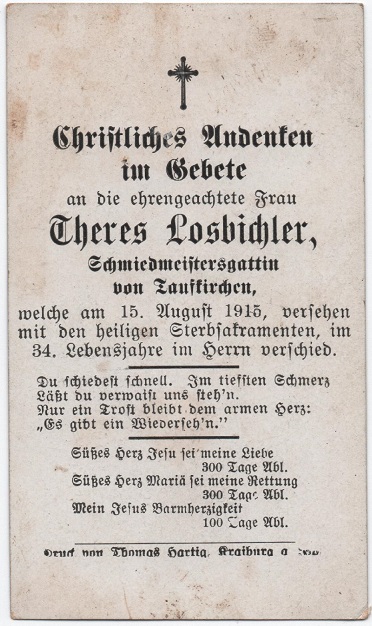 Christliches Andenken
im Gebete
an die ehrengeachtete Frau
Theres Losbichler,
Schmiedmeistersgattin
von Taufkirchen,
welche am 15. August 1915, versehen
mit den heiligen Sterbsakramenten, im
34. Lebensjahre im Herrn verschied.
Du schiedest schnell. Im tiefsten Schmerz
Läßt du verwaist uns steh'n.
Nur ein Trost bleibt dem armen Herz:
„Es gibt ein Wiederseh'n."
Süßes Herz Jesu sei meine Liebe
300 Tage Abl.
Süßes Herz Mariä sei meine Rettung
300 Tage Abl.
Mein Jesus Barmherzigkeit
100 Tage Abl.
Druck von Thomas Hartig, Kraiburg a